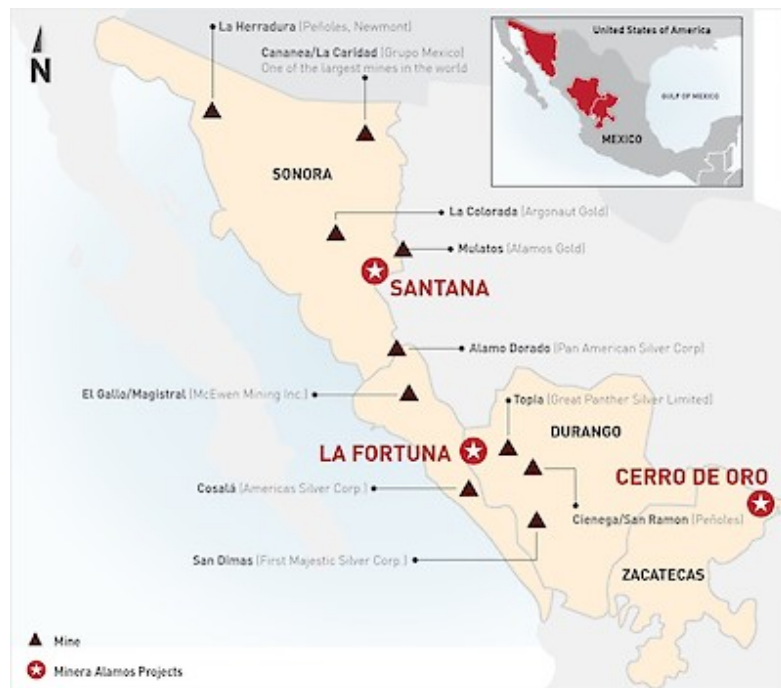 La Herradura (Peñoles, Newmont)
United States of America
N
Cananea/La Caridad (Grupo Mexico)
One of the largest mines in the world
GULF OF MEXICO
MEXICO
SONORA
La Colorada (Argonaut Gold)
Mulatos (Alamos Gold)
SANTANA
Alamo Dorado (Pan American Silver Corp)
El Gallo/Magistral (McEwen Mining Inc.)
Topia (Great Panther Silver Limited)
DURANGO
LA FORTUNA
CERRO DE ORO
Cosalá (Americas Silver Corp.)
Cienega/San Ramon (Peñoles)
San Dimas (First Majestic Silver Corp.)
ZACATECAS
Mine
Minera Alamos Projects